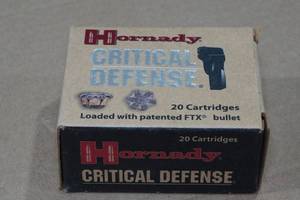 Hornady
CRITICAL
DEFENSE®
20 Cartridges
Loaded with patented FTX® bullet
20 Cartridges
Hornady
CRITICAL DEFENSE®